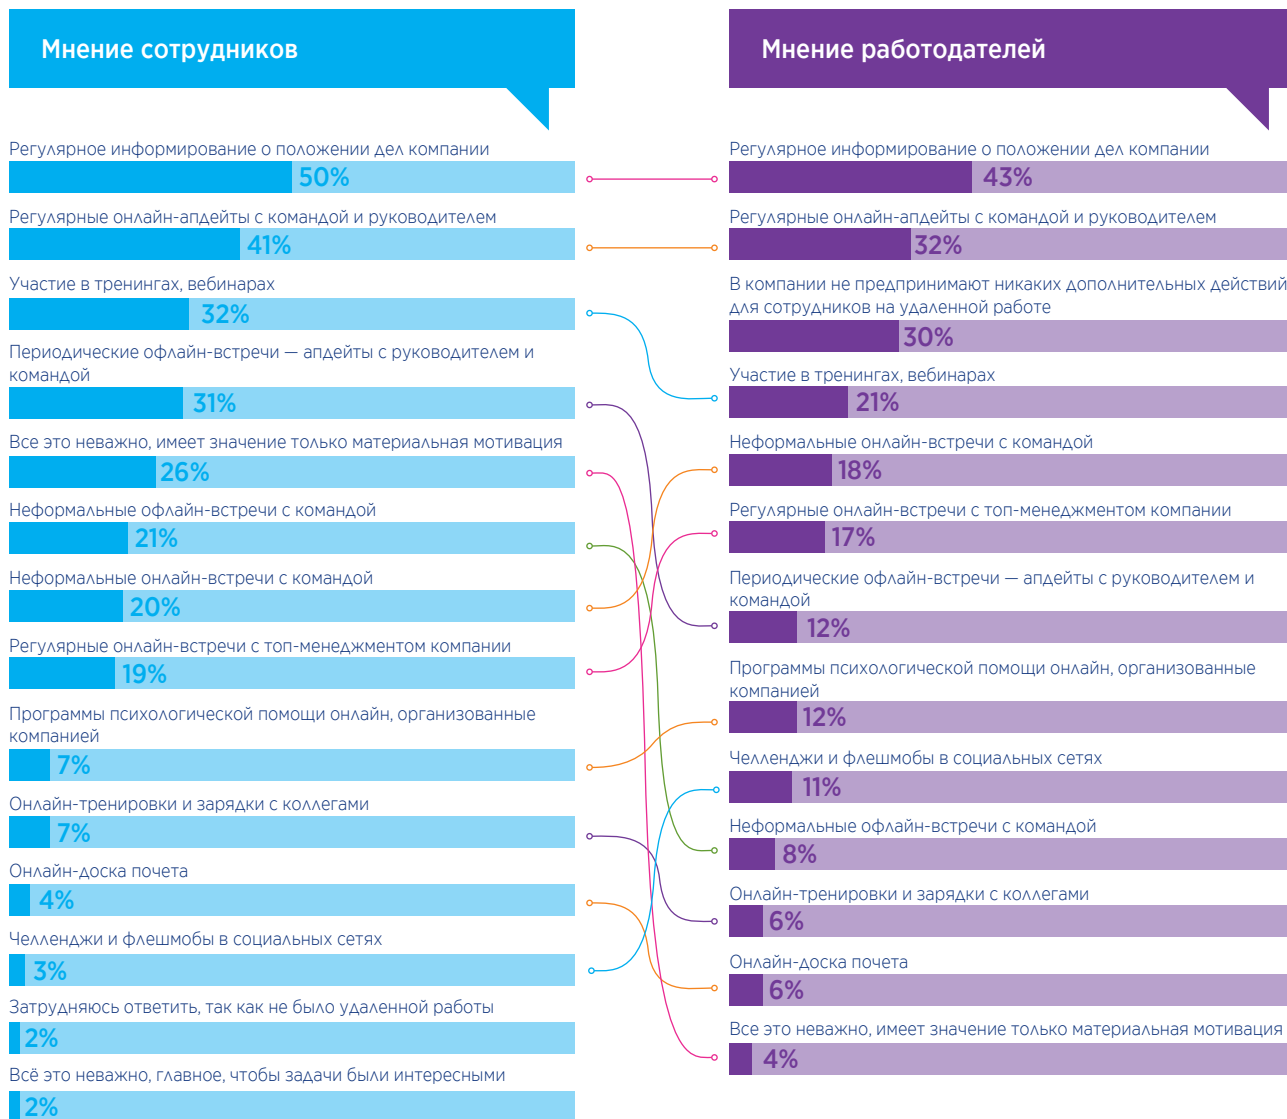 Мнение сотрудников
Регулярное информирование о положении дел компании
50%
Регулярные онлайн-апдейты с командой и руководителем
41%
Участие в тренингах, вебинарах
32%
Периодические офлайн-встречи — апдейты с руководителем и
командой
31%
Все это неважно, имеет значение только материальная мотивация
26%
Неформальные офлайн-встречи с командой
21%
Неформальные онлайн-встречи с командой
20%
Регулярные онлайн-встречи с топ-менеджментом компании
19%
Программы психологической помощи онлайн, организованные
компанией
7%
Онлайн-тренировки и зарядки с коллегами
7%
Онлайн-доска почета
4%
Челленджи и флешмобы в социальных сетях
3%
Затрудняюсь ответить, так как не было удаленной работы
2%
Всё это неважно, главное, чтобы задачи были интересными
2%
Мнение работодателей
Регулярное информирование о положении дел компании
43%
Регулярные онлайн-апдейты с командой и руководителем
32%
В компании не предпринимают никаких дополнительных действий
для сотрудников на удаленной работе
30%
Участие в тренингах, вебинарах
21%
Неформальные онлайн-встречи с командой
18%
Регулярные онлайн-встречи с топ-менеджментом компании
17%
Периодические офлайн-встречи — апдейты с руководителем и
командой
12%
Программы психологической помощи онлайн, организованные
компанией
12%
Челленджи и флешмобы в социальных сетях
11%
Неформальные офлайн-встречи с командой
8%
Онлайн-тренировки и зарядки с коллегами
6%
Онлайн-доска почета
6%
Все это неважно, имеет значение только материальная мотивация
4%